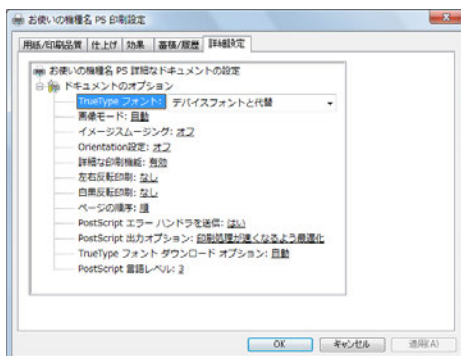 お使いの機種名 PS 印刷設定
用紙/印刷品質 仕上げ 効果 蓄積/履歴 詳細設定
お使いの機種名 PS 詳細なドキュメントの設定
ドキュメントのオプション
TrueType フォント: デバイスフォントと代替
画像モード: 自動
イメージスムージング: オフ
Orientation設定: オフ
詳細な印刷機能: 有効
左右反転印刷: なし
白黒反転印刷: なし
ページの順序: 順
PostScript エラー ハンドラを送信: はい
PostScript 出力オプション: 印刷処理が速くなるよう最適化
TrueType フォント ダウンロード オプション: 自動
PostScript 言語レベル: 3
OK キャンセル 適用(A)